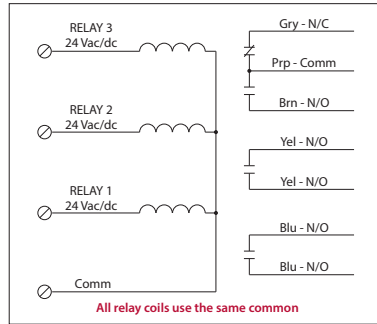 RELAY 3
24 Vac/dc
RELAY 2
24 Vac/dc
RELAY 1
24 Vac/dc
Comm
Gry - N/C
Prp - Comm
Brn - N/O
Yel - N/O
Yel - N/O
Blu - N/O
Blu - N/O
All relay coils use the same common